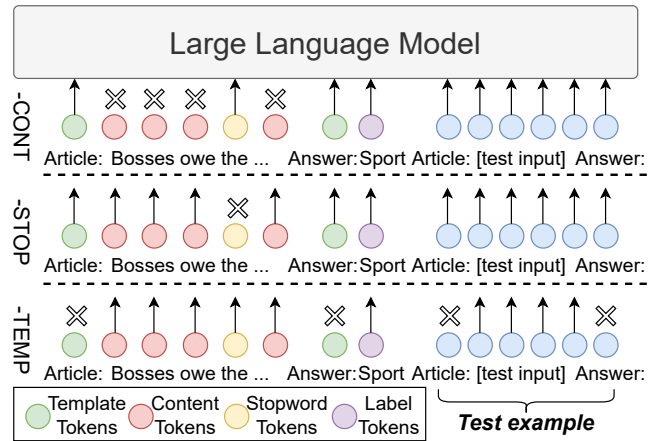 Large Language Model
-CONT
Article: Bosses owe the ... Answer: Sport Article: [test input] Answer:
-STOP
Article: Bosses owe the ... Answer: Sport Article: [test input] Answer:
-TEMP
Article: Bosses owe the ... Answer: Sport Article: [test input] Answer:
Template Tokens
Content Tokens
Stopword Tokens
Label Tokens
Test example